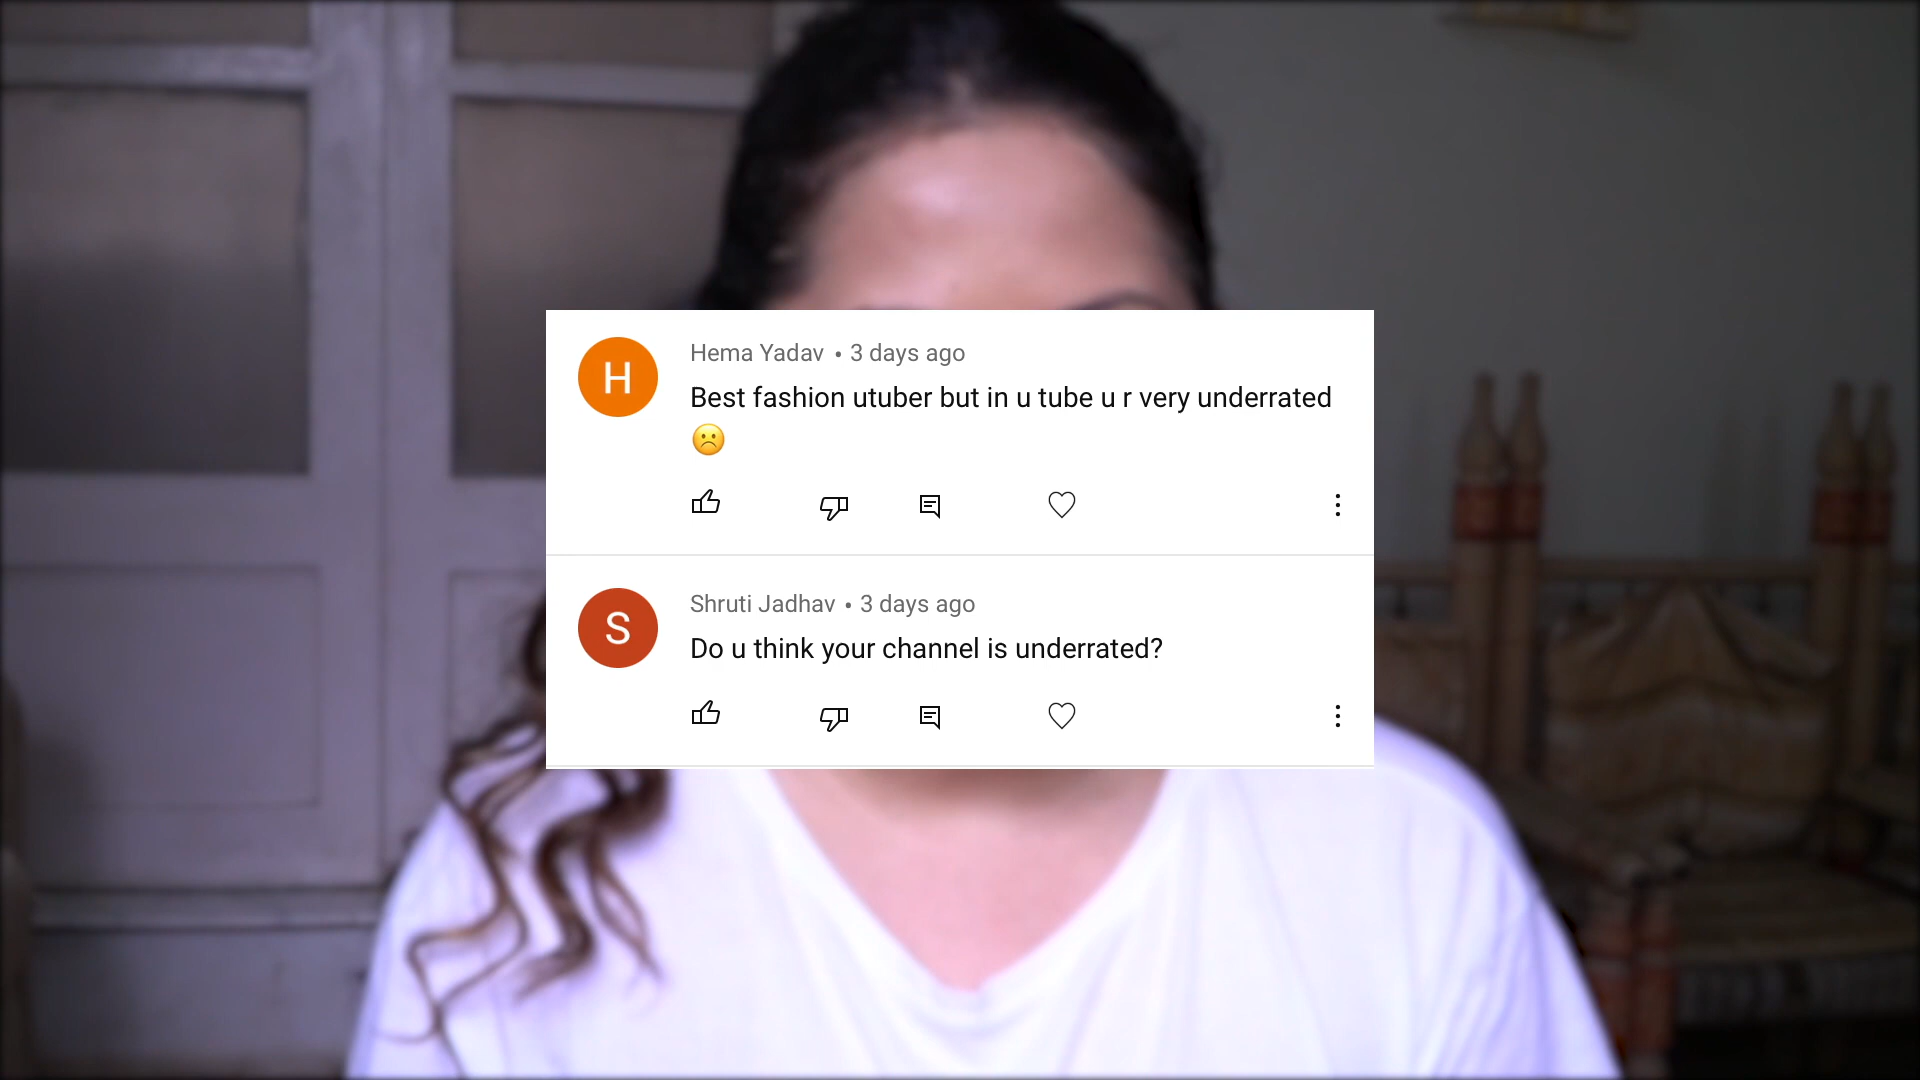 H
Hema Yadav • 3 days ago
Best fashion utuber but in u tube u r very underrated
☹️
S
Shruti Jadhav • 3 days ago
Do u think your channel is underrated?